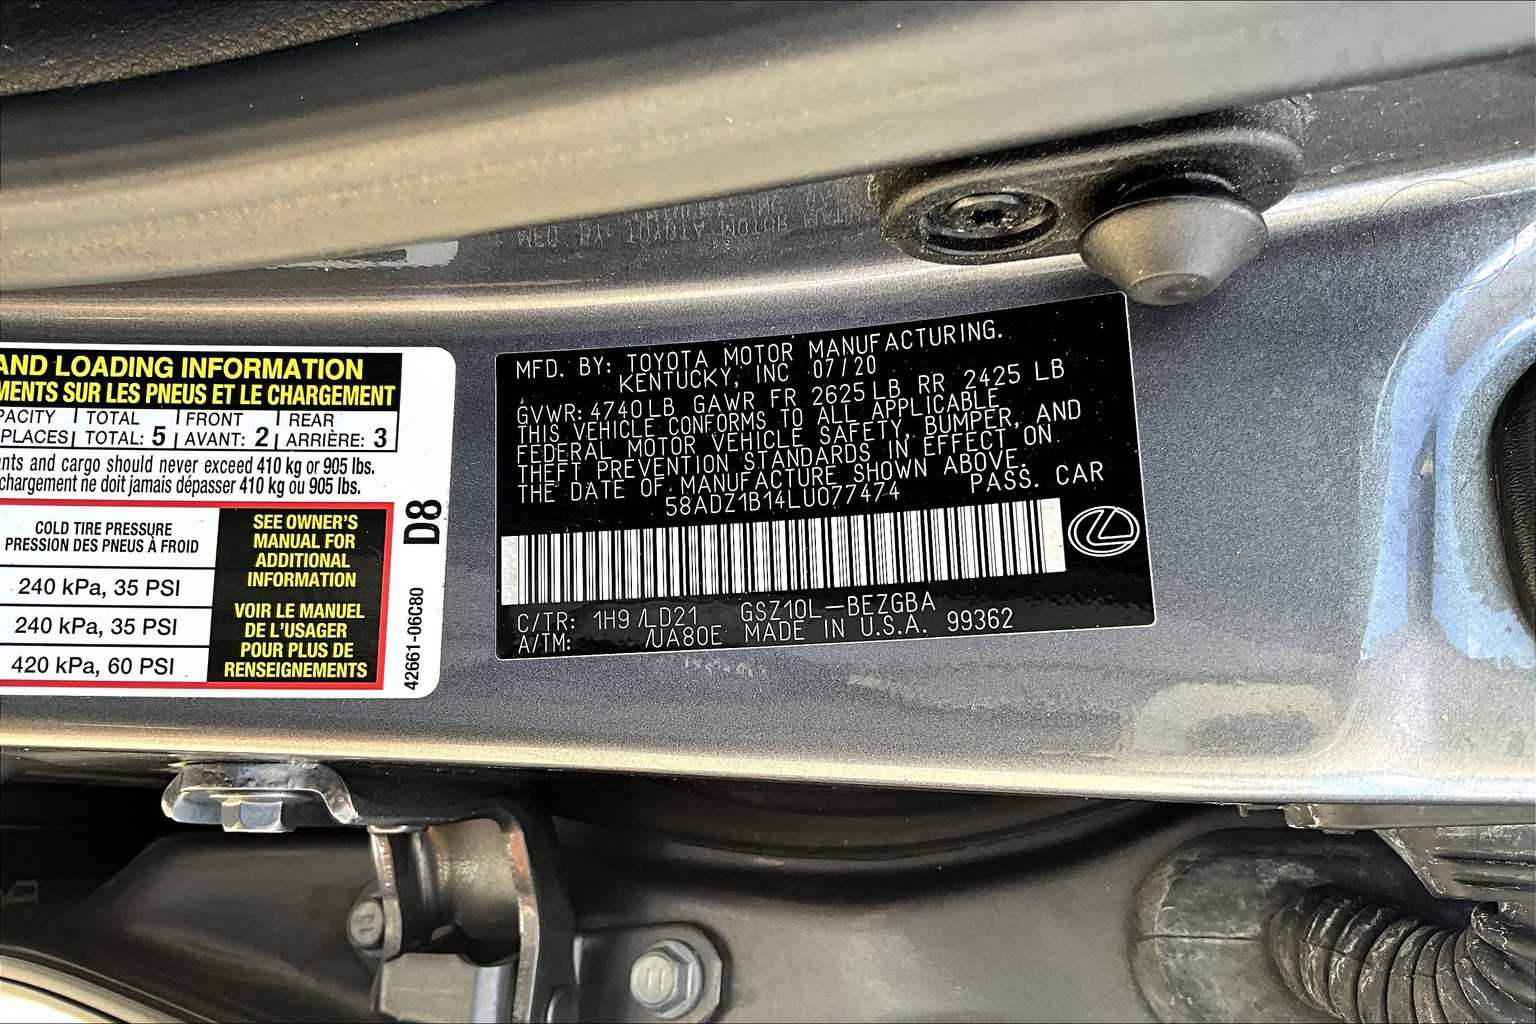 AND LOADING INFORMATION
MENTS SUR LES PNEUS ET LE CHARGEMENT
PACITY TOTAL FRONT REAR
PLACES TOTAL: 5 AVANT: 2 ARRIÈRE: 3
ants and cargo should never exceed 410 kg or 905 lbs.
chargement ne doit jamais dépasser 410 kg ou 905 lbs.
COLD TIRE PRESSURE
PRESSION DES PNEUS À FROID
240 kPa, 35 PSI
240 kPa, 35 PSI
420 kPa, 60 PSI
SEE OWNER'S
MANUAL FOR
ADDITIONAL
INFORMATION
VOIR LE MANUEL
DE L'USAGER
POUR PLUS DE
RENSEIGNEMENTS
D8
42661-06C80
MFD. BY: TOYOTA MOTOR MANUFACTURING.
KENTUCKY, INC 07/20
GVWR: 4740LB GAWR FR 2625LB RR 2425 LB
THIS VEHICLE CONFORMS TO ALL APPLICABLE
FEDERAL MOTOR VEHICLE SAFETY, BUMPER, AND
THEFT PREVENTION STANDARDS IN EFFECT ON
THE DATE OF MANUFACTURE SHOWN ABOVE.
58ADZ1B14LU077474 PASS. CAR
C/TR: 1H9 /LD21 GSZ10L-BEZGBA
A/TM: /UA80E MADE IN U.S.A. 99362